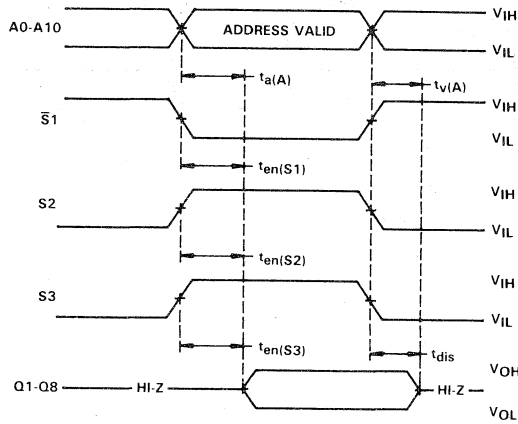 A0-A10
ADDRESS VALID
VIH
VIL
ta(A)
tv(A)
S̅1
VIH
VIL
ten(S1)
S2
VIH
VIL
ten(S2)
S3
VIH
VIL
ten(S3)
tdis
Q1-Q8
HI-Z
HI-Z
VOH
VOL